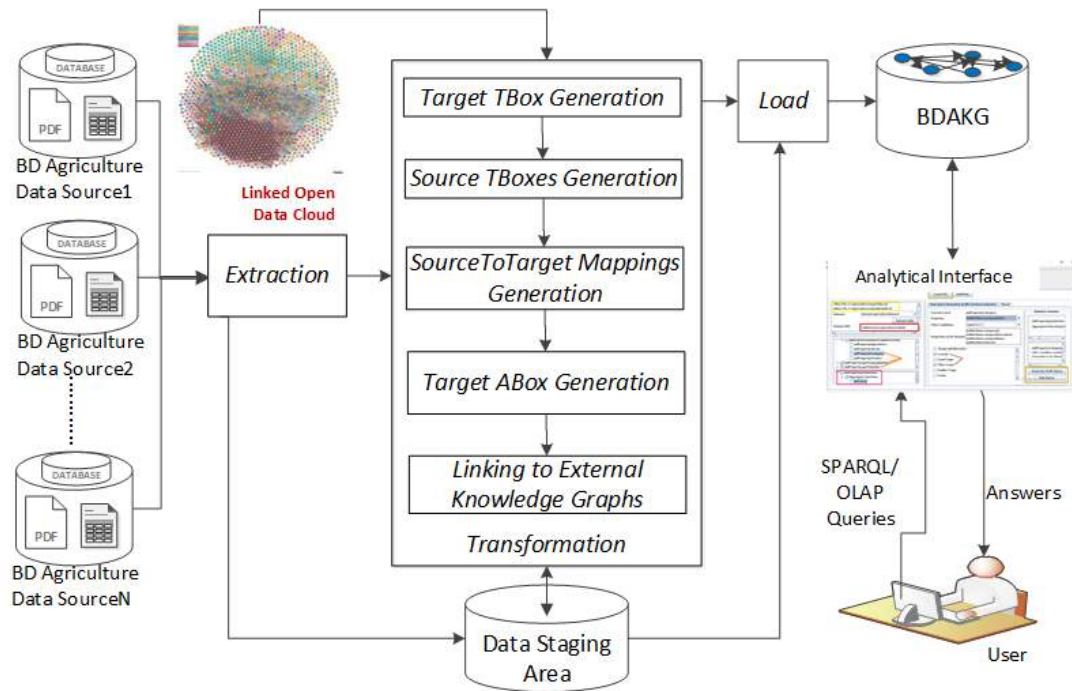 DATABASE
PDF
BD Agriculture
Data Source1
DATABASE
PDF
BD Agriculture
Data Source2
DATABASE
PDF
BD Agriculture
Data SourceN
Linked Open
Data Cloud
Extraction
Target TBox Generation
Source TBoxes Generation
SourceToTarget Mappings
Generation
Target ABox Generation
Linking to External
Knowledge Graphs
Transformation
Data Staging
Area
Load
BDAKG
Analytical Interface
SPARQL/
OLAP
Queries
Answers
User